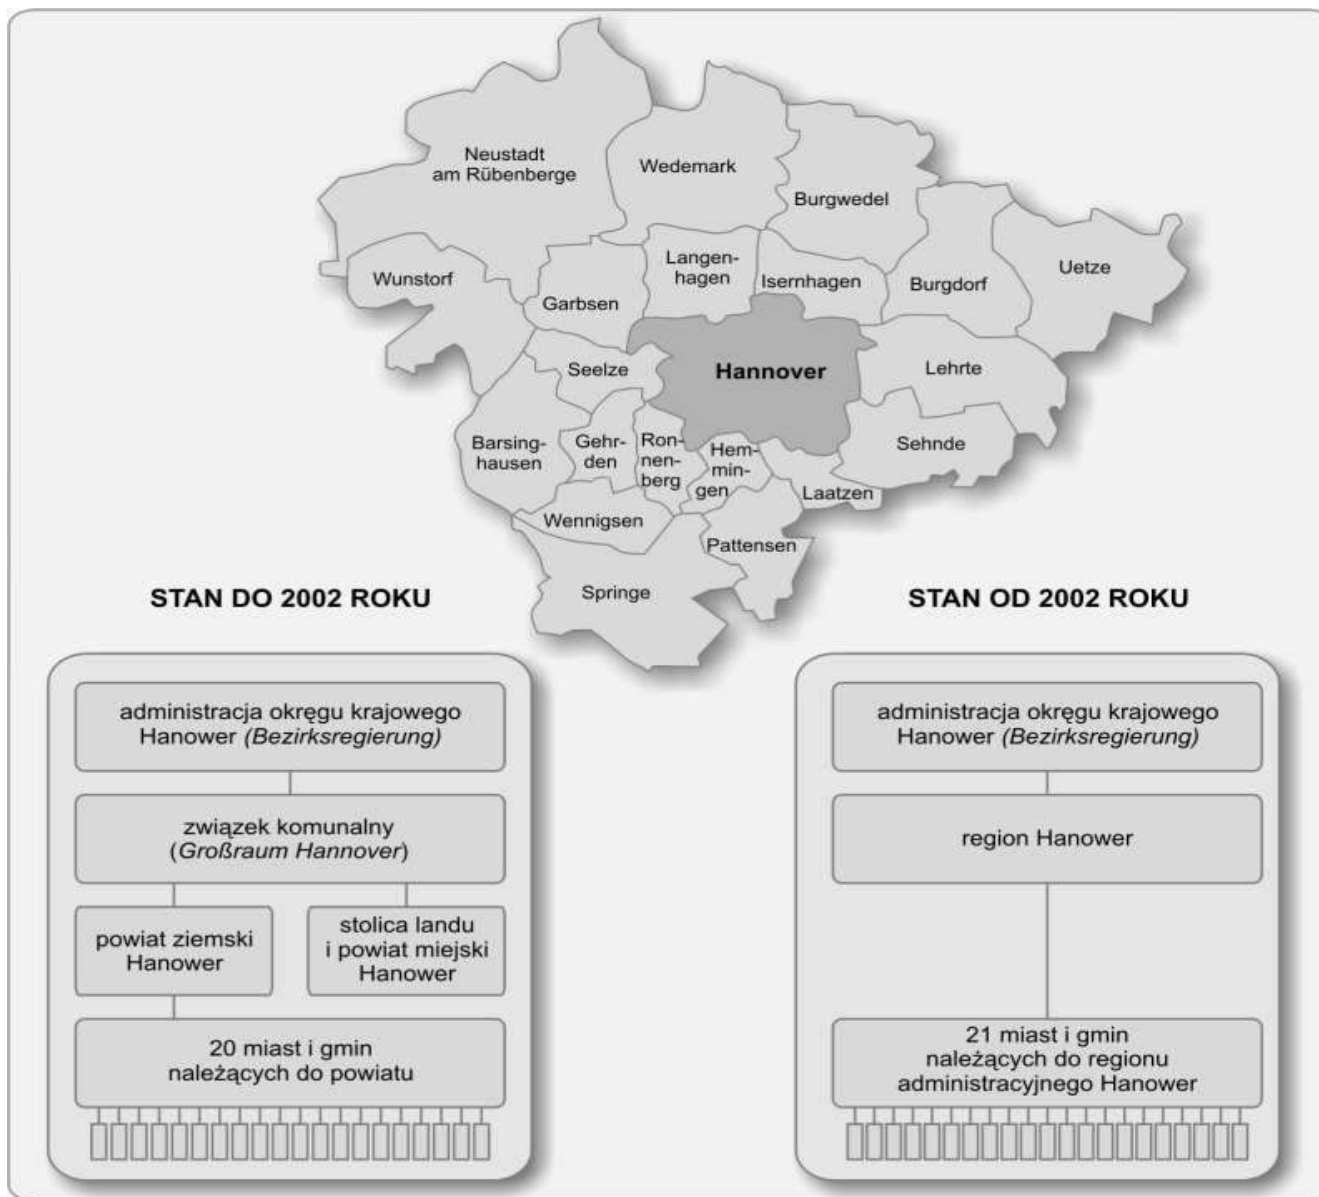 Neustadt
am Rübenberge
Wedemark
Burgwedel
Wunstorf
Garbsen
Langen-
hagen
Isernhagen
Burgdorf
Uetze
Seelze
Hannover
Lehrte
Barsing-
hausen
Gehr-
den
Ron-
nen-
berg
Hem-
min-
gen
Laatzen
Sehnde
Wennigsen
Pattensen
Springe
STAN DO 2002 ROKU
administracja okręgu krajowego
Hanower (Bezirksregierung)
związek komunalny
(Großraum Hannover)
powiat ziemski
Hanower
stolica landu
i powiat miejski
Hanower
20 miast i gmin
należących do powiatu
STAN OD 2002 ROKU
administracja okręgu krajowego
Hanower (Bezirksregierung)
region Hanower
21 miast i gmin
należących do regionu
administracyjnego Hanower